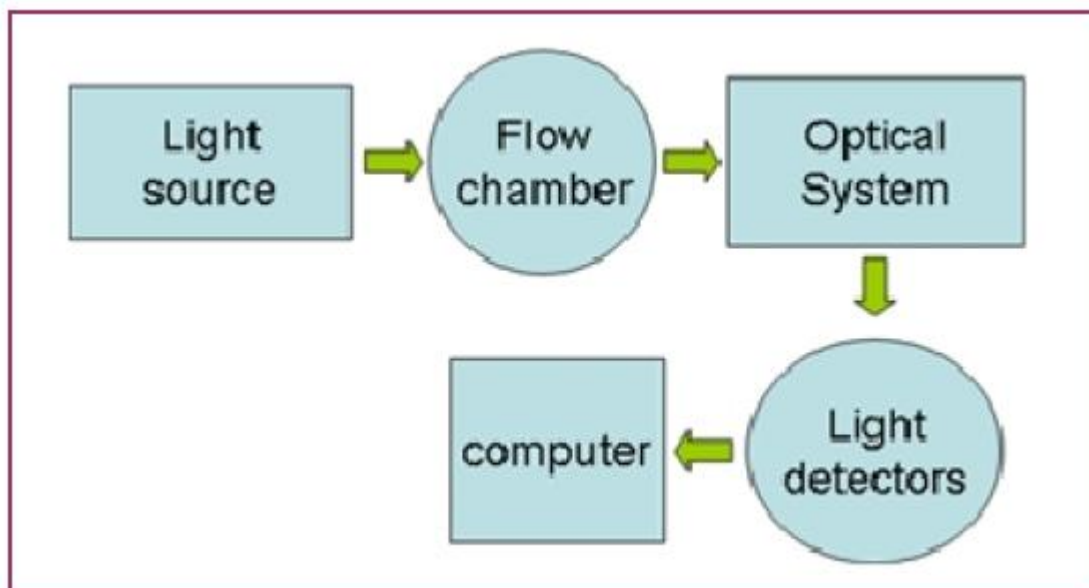 Light
source
Flow
chamber
Optical
System
Light
detectors
computer